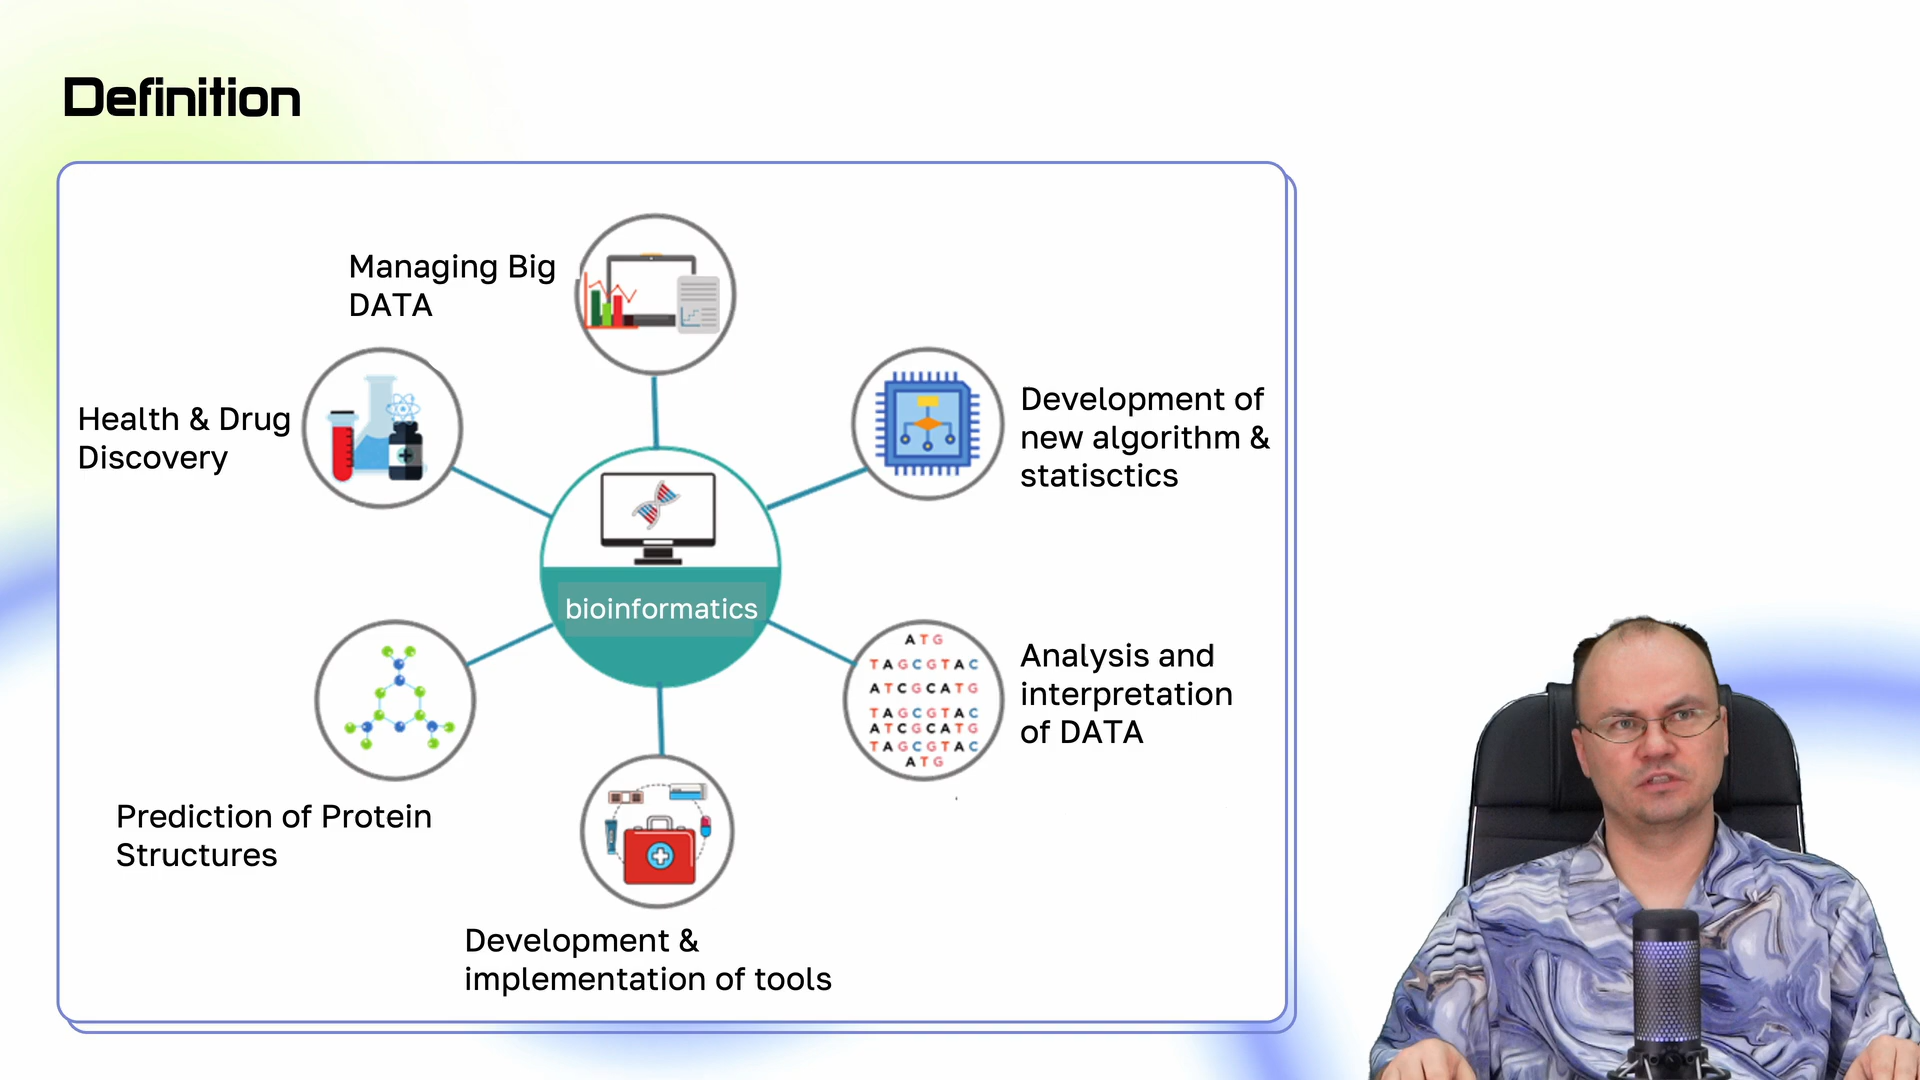 Definition
Managing Big
DATA
Health & Drug
Discovery
Development of
new algorithm &
statisctics
bioinformatics
ATG
TAGCGTAC
ATCGCATG
TAGCGTAC
ATCGCATG
TAGCGTAC
ATG
Analysis and
interpretation
of DATA
Prediction of Protein
Structures
Development &
implementation of tools